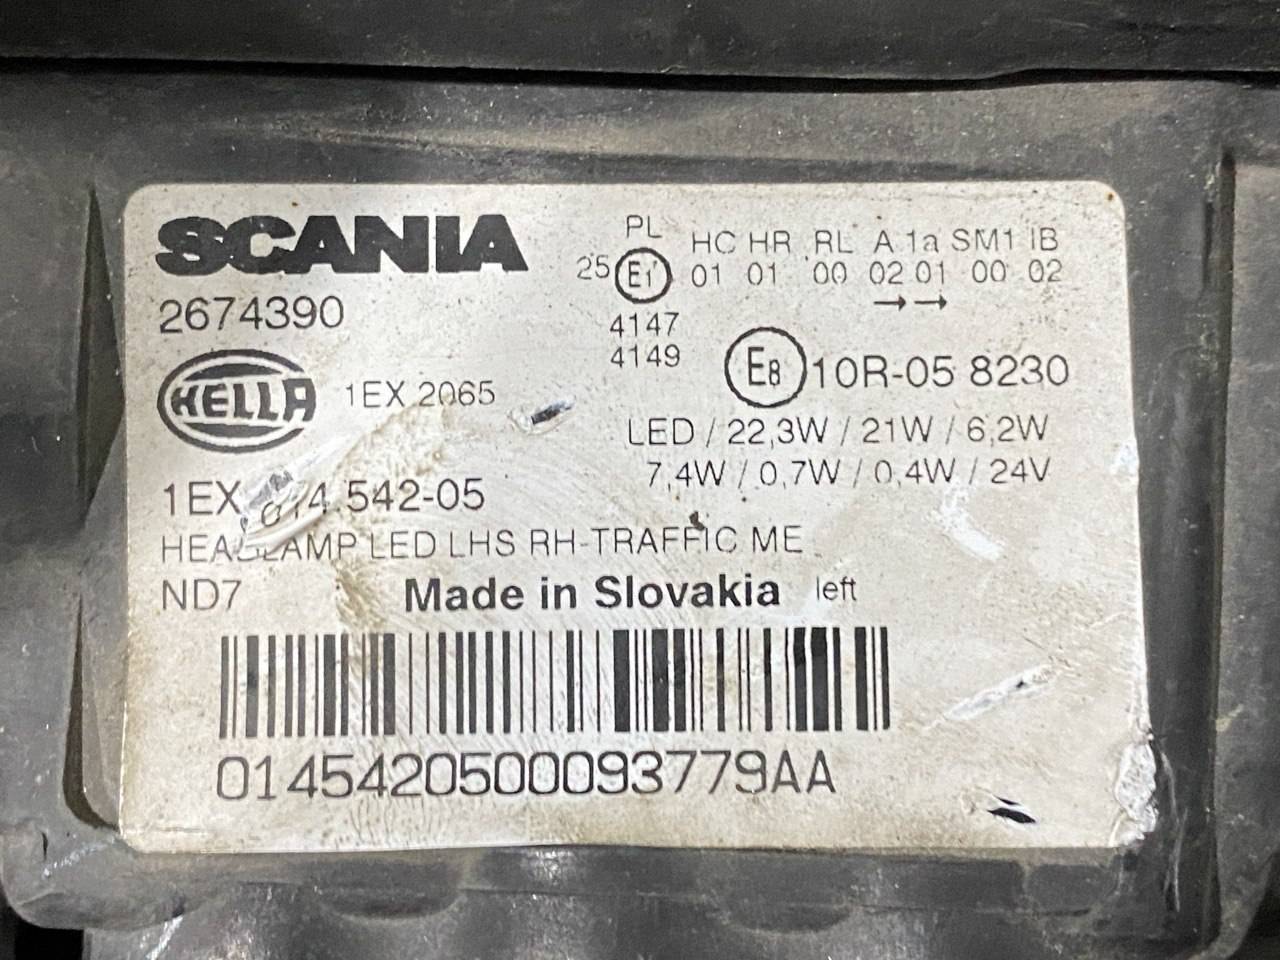 SCANIA
2674390
HELLA 1EX 2065
1EX 014.542-05
HEADLAMP LED LHS RH-TRAFFIC ME
ND7 Made in Slovakia left
PL HC HR RL A 1a SM1 IB
25 E1 01 01 00 02 01 00 02
→ →
4147
4149
E8 10R-05 8230
LED / 22,3W / 21W / 6,2W
7,4W / 0,7W / 0,4W / 24V
0145420500093779AA